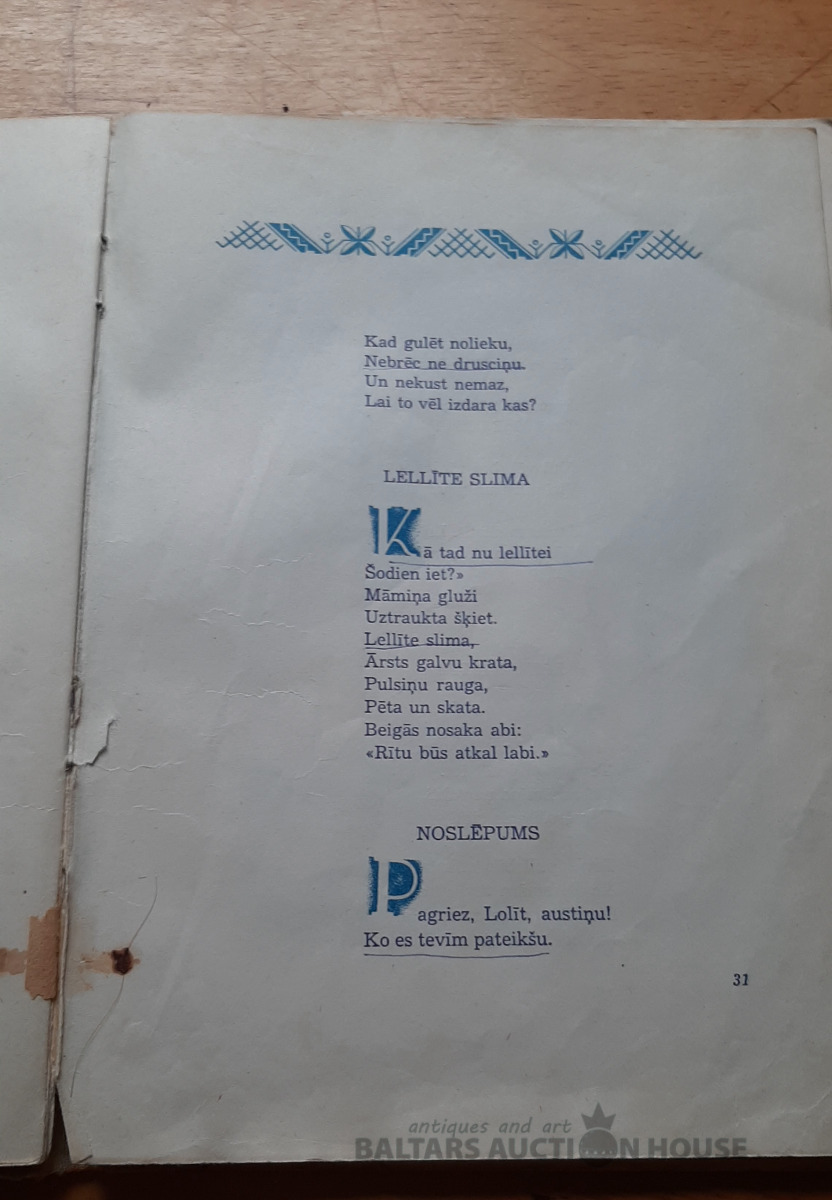 Kad gulēt nolieku,
Nebrēc ne drusciņu.
Un nekust nemaz,
Lai to vēl izdara kas?
LELLĪTE SLIMA
Kā tad nu lellītei
Šodien iet?»
Māmiņa gluži
Uztraukta šķiet.
Lellīte slima,
Ārsts galvu krata,
Pulsiņu rauga,
Pēta un skata.
Beigās nosaka abi:
«Rītu būs atkal labi.»
NOSLĒPUMS
Pagriez, Lolīt, austiņu!
Ko es tevīm pateikšu.
31
antiques and art
BALTARS AUCTION HOUSE